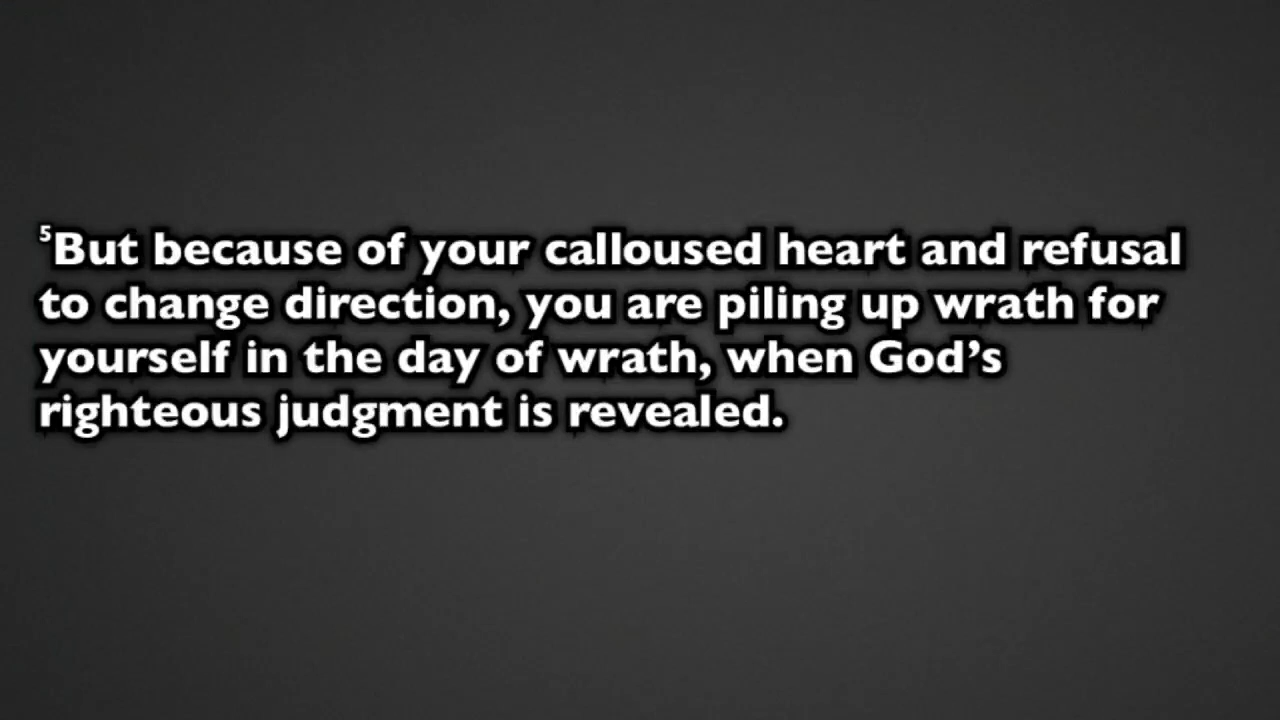 ⁵But because of your calloused heart and refusal
to change direction, you are piling up wrath for
yourself in the day of wrath, when God’s
righteous judgment is revealed.